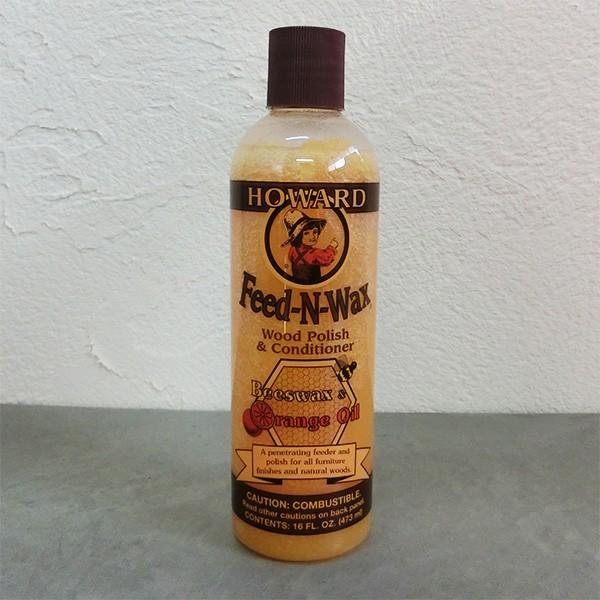 HOWARD
Feed-N-Wax
Wood Polish
& Conditioner
Beeswax &
Orange Oil
A penetrating feeder and
polish for all furniture
finishes and natural woods.
CAUTION: COMBUSTIBLE.
Read other cautions on back panel.
CONTENTS: 16 FL. OZ. (473 ml)